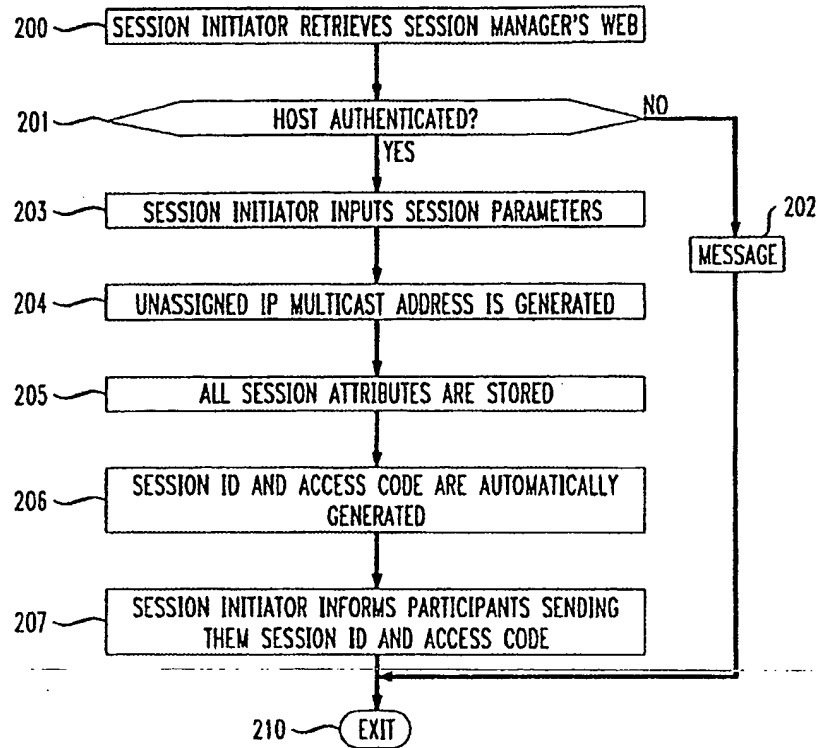 200 SESSION INITIATOR RETRIEVES SESSION MANAGER'S WEB
201 HOST AUTHENTICATED?
NO
YES
203 SESSION INITIATOR INPUTS SESSION PARAMETERS
202
MESSAGE
204 UNASSIGNED IP MULTICAST ADDRESS IS GENERATED
205 ALL SESSION ATTRIBUTES ARE STORED
206 SESSION ID AND ACCESS CODE ARE AUTOMATICALLY
GENERATED
207 SESSION INITIATOR INFORMS PARTICIPANTS SENDING
THEM SESSION ID AND ACCESS CODE
210 EXIT